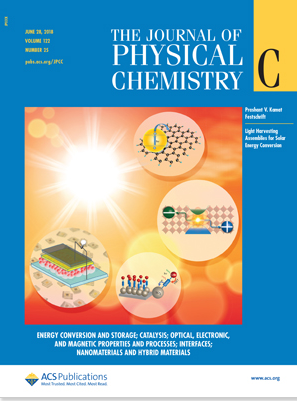 JUNE 28, 2018
VOLUME 122
NUMBER 25
pubs.acs.org/JPCC
THE JOURNAL OF
PHYSICAL
CHEMISTRY
C
Prashant V. Kamat
Festschrift
Light Harvesting
Assemblies for Solar
Energy Conversion
ENERGY CONVERSION AND STORAGE; CATALYSIS; OPTICAL, ELECTRONIC,
AND MAGNETIC PROPERTIES AND PROCESSES; INTERFACES;
NANOMATERIALS AND HYBRID MATERIALS
ACS Publications
Most Trusted. Most Cited. Most Read.
www.acs.org